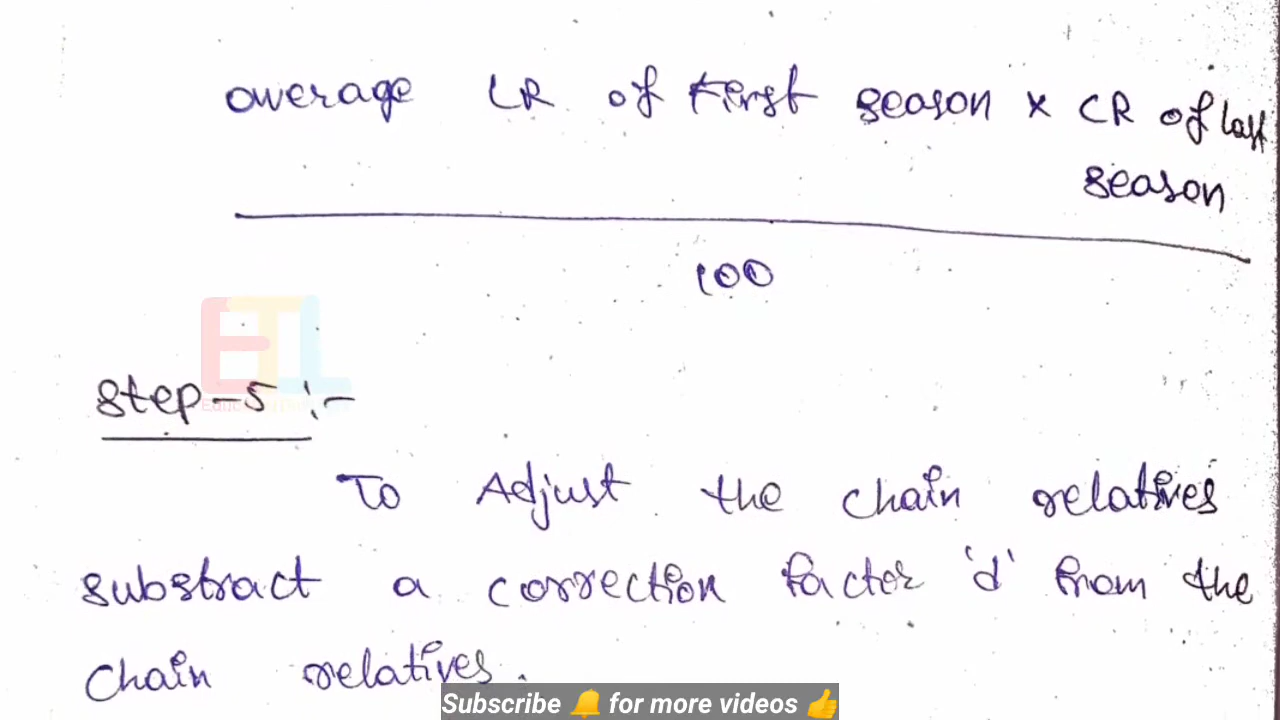 average LR of First season × CR of last
season
100
Step-5 :-
To Adjust the chain relatives
substract a correction factor 'd' from the
chain relatives.
Subscribe 🔔 for more videos 👍